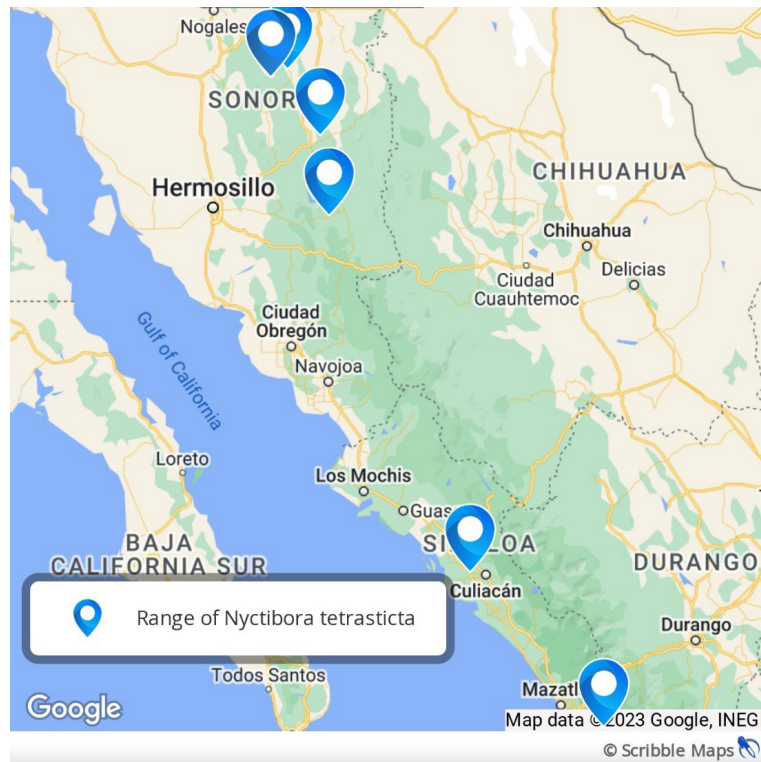 Nogales
SONOR
Hermosillo
CHIHUAHUA
Chihuahua
Delicias
Ciudad
Cuauhtemoc
Ciudad
Obregón
Navojoa
Gulf of California
Loreto
Los Mochis
Guas
BAJA
CALIFORNIA SUR
Culiacán
DURANGO
Durango
Range of Nyctibora tetrasticta
Todos Santos
Mazatl
Google
Map data ©2023 Google, INEG
© Scribble Maps